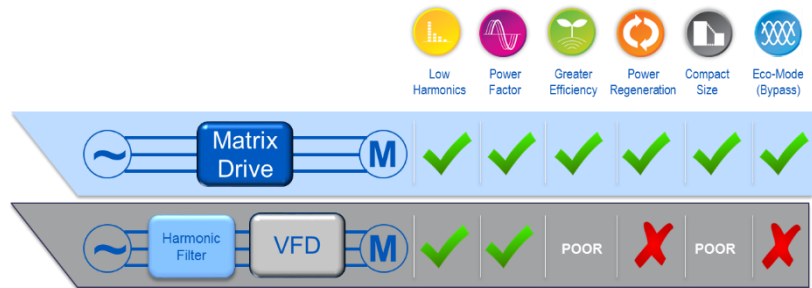 Low
Harmonics
Power
Factor
Greater
Efficiency
Power
Regeneration
Compact
Size
Eco-Mode
(Bypass)
Matrix
Drive
M
Harmonic
Filter
VFD
M
POOR
POOR